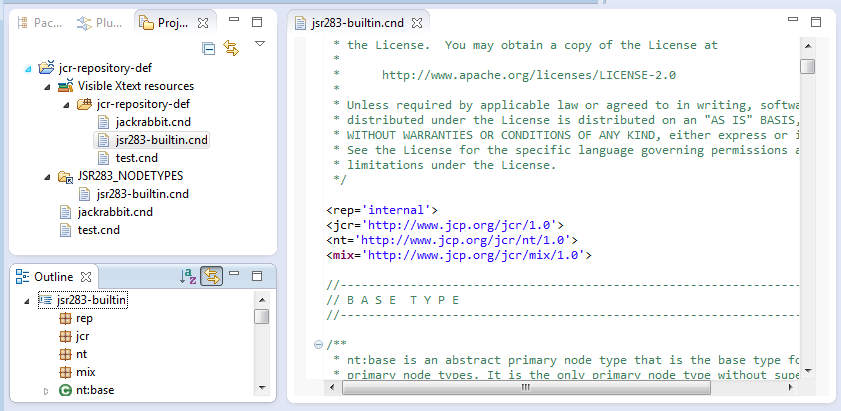 Pac...
Plu...
Proj...
jcr-repository-def
Visible Xtext resources
jcr-repository-def
jackrabbit.cnd
jsr283-builtin.cnd
test.cnd
JSR283_NODETYPES
jsr283-builtin.cnd
jackrabbit.cnd
test.cnd
Outline
jsr283-builtin
rep
jcr
nt
mix
nt:base
jsr283-builtin.cnd
* the License.  You may obtain a copy of the License at
*
*      http://www.apache.org/licenses/LICENSE-2.0
*
* Unless required by applicable law or agreed to in writing, softwa
* distributed under the License is distributed on an "AS IS" BASIS,
* WITHOUT WARRANTIES OR CONDITIONS OF ANY KIND, either express or i
* See the License for the specific language governing permissions a
* limitations under the License.
*/
<rep='internal'>
<jcr='http://www.jcp.org/jcr/1.0'>
<nt='http://www.jcp.org/jcr/nt/1.0'>
<mix='http://www.jcp.org/jcr/mix/1.0'>
//------------------------------------------------------------------
// B A S E  T Y P E
//------------------------------------------------------------------
/**
* nt:base is an abstract primary node type that is the base type fo
* primary node types. It is the only primary node type without supe